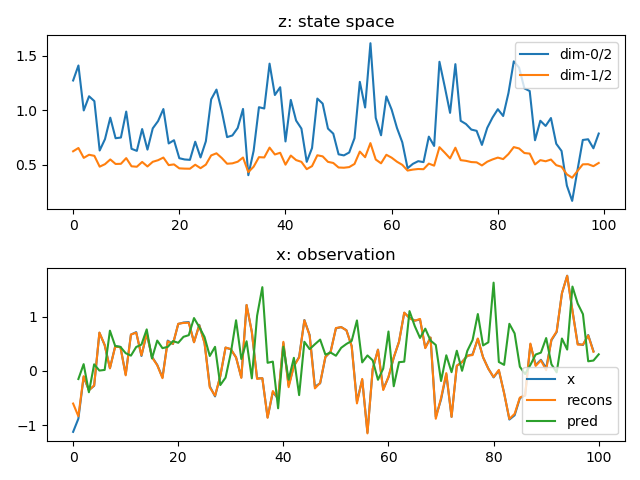 z: state space
1.5
1.0
0.5
dim-0/2
dim-1/2
0 20 40 60 80 100
x: observation
1
0
−1
x
recons
pred
0 20 40 60 80 100